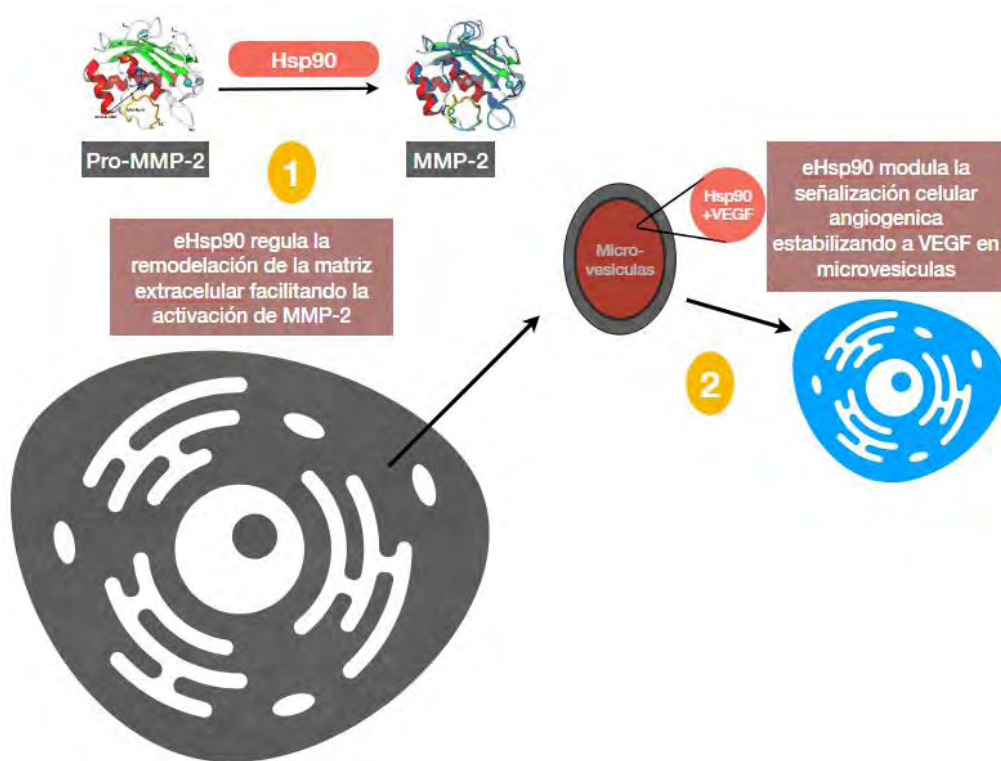 Hsp90
Pro-MMP-2
MMP-2
1
eHsp90 regula la
remodelación de la matriz
extracelular facilitando la
activación de MMP-2
Micro-
vesiculas
Hsp90
+VEGF
eHsp90 modula la
señalización celular
angiogenica
estabilizando a VEGF en
microvesiculas
2